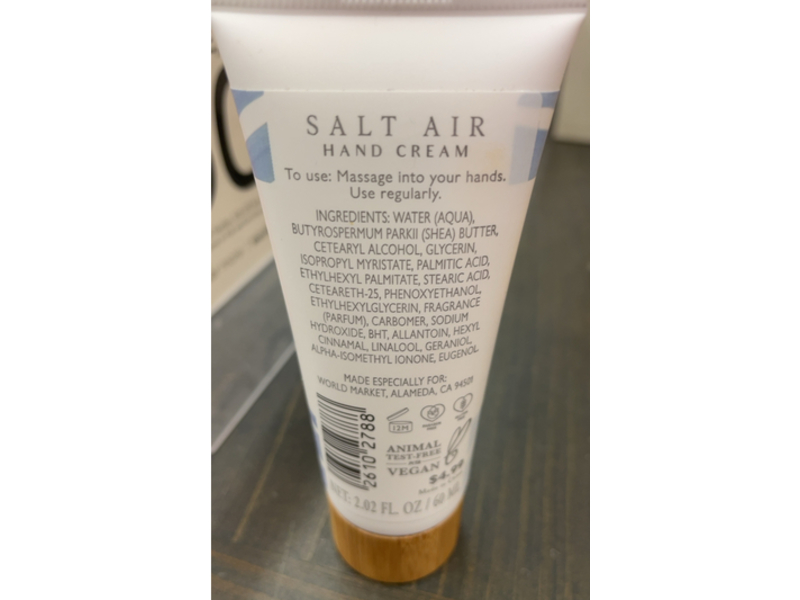 SALT AIR
HAND CREAM
To use: Massage into your hands.
Use regularly.
INGREDIENTS: WATER (AQUA),
BUTYROSPERMUM PARKII (SHEA) BUTTER,
CETEARYL ALCOHOL, GLYCERIN,
ISOPROPYL MYRISTATE, PALMITIC ACID,
ETHYLHEXYL PALMITATE, STEARIC ACID,
CETEARETH-25, PHENOXYETHANOL,
ETHYLHEXYLGLYCERIN, FRAGRANCE
(PARFUM), CARBOMER, SODIUM
HYDROXIDE, BHT, ALLANTOIN, HEXYL
CINNAMAL, LINALOOL, GERANIOL,
ALPHA-ISOMETHYL IONONE, EUGENOL
MADE ESPECIALLY FOR:
WORLD MARKET, ALAMEDA, CA 94501
2610 2788
12M
ANIMAL
TEST-FREE
VEGAN
$4.99
Made in
NET: 2.02 FL. OZ / 60 ML